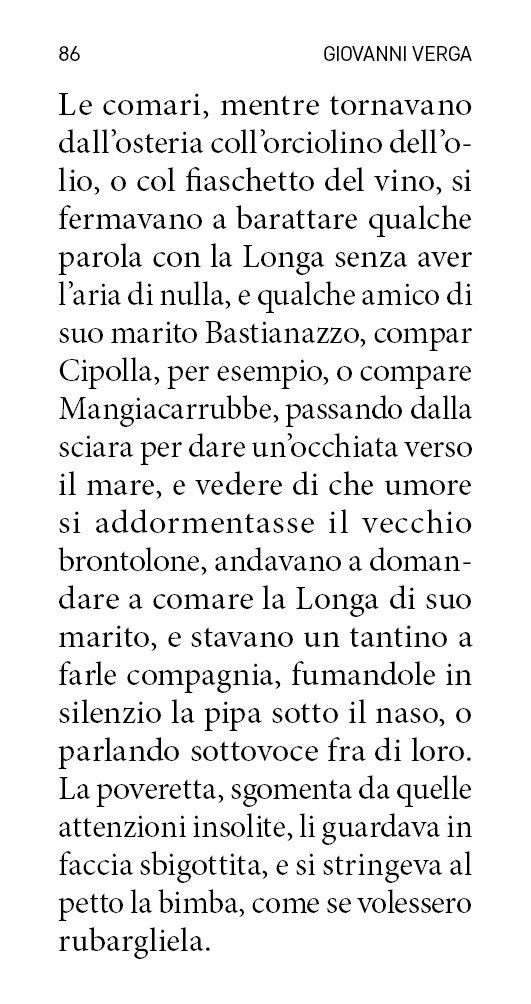 86 GIOVANNI VERGA
Le comari, mentre tornavano
dall’osteria coll’orciolino dell’o-
lio, o col fiaschetto del vino, si
fermavano a barattare qualche
parola con la Longa senza aver
l’aria di nulla, e qualche amico di
suo marito Bastianazzo, compar
Cipolla, per esempio, o compare
Mangiacarrubbe, passando dalla
sciara per dare un’occhiata verso
il mare, e vedere di che umore
si addormentasse il vecchio
brontolone, andavano a doman-
dare a comare la Longa di suo
marito, e stavano un tantino a
farle compagnia, fumandole in
silenzio la pipa sotto il naso, o
parlando sottovoce fra di loro.
La poveretta, sgomenta da quelle
attenzioni insolite, li guardava in
faccia sbigottita, e si stringeva al
petto la bimba, come se volessero
rubargliela.